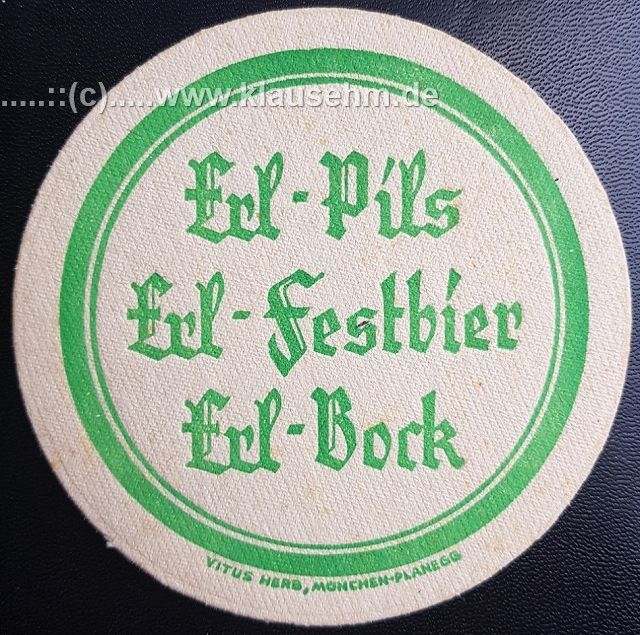 .....::(c).....www.klausehm.de
Erl-Pils
Erl-Festbier
Erl-Bock
VITUS HERB, MÜNCHEN-PLANEGG